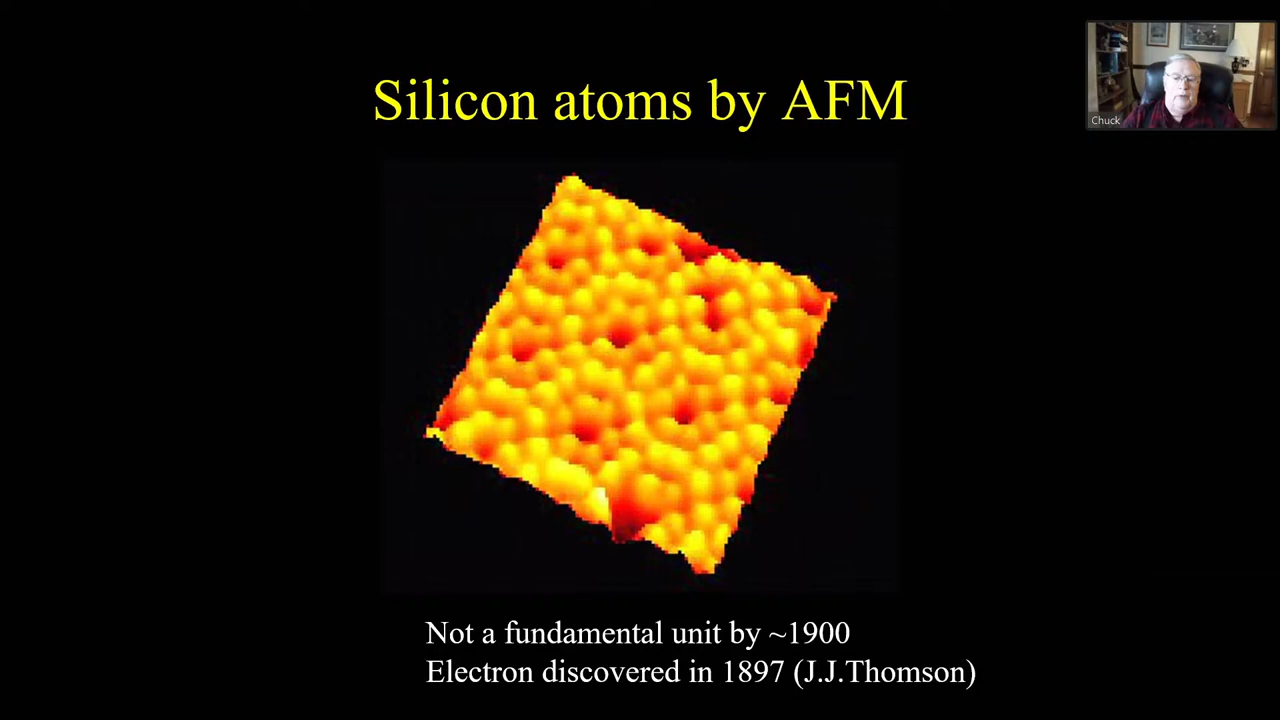 Silicon atoms by AFM
Chuck
Not a fundamental unit by ~1900
Electron discovered in 1897 (J.J.Thomson)